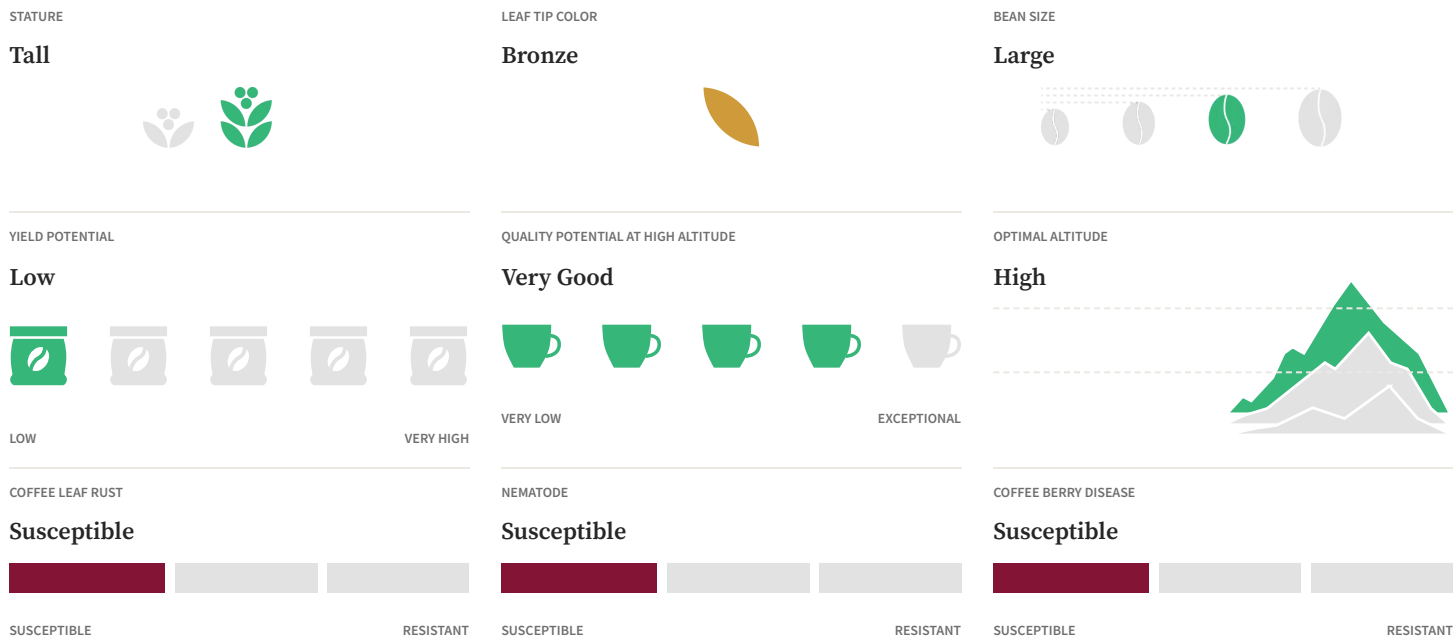 STATURE
Tall
LEAF TIP COLOR
Bronze
BEAN SIZE
Large
YIELD POTENTIAL
Low
LOW
VERY HIGH
QUALITY POTENTIAL AT HIGH ALTITUDE
Very Good
VERY LOW
EXCEPTIONAL
OPTIMAL ALTITUDE
High
COFFEE LEAF RUST
Susceptible
SUSCEPTIBLE
RESISTANT
NEMATODE
Susceptible
SUSCEPTIBLE
RESISTANT
COFFEE BERRY DISEASE
Susceptible
SUSCEPTIBLE
RESISTANT